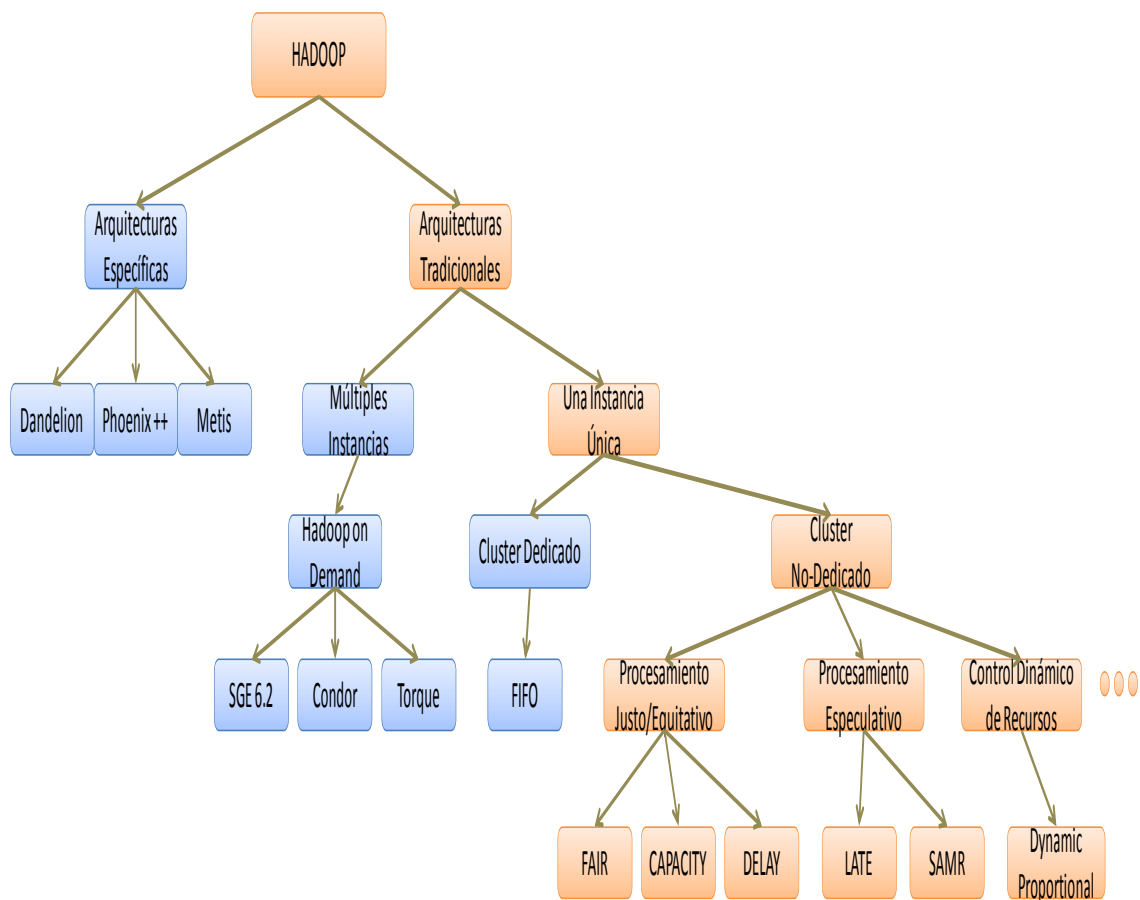 HADOOP
Arquitecturas
Específicas
Arquitecturas
Tradicionales
Dandelion
Phoenix ++
Metis
Múltiples
Instancias
Una Instancia
Única
Hadoop on
Demand
Cluster Dedicado
Cluster
No-Dedicado
SGE 6.2
Condor
Torque
FIFO
Procesamiento
Justo/Equitativo
Procesamiento
Especulativo
Control Dinámico
de Recursos
FAIR
CAPACITY
DELAY
LATE
SAMR
Dynamic
Proportional